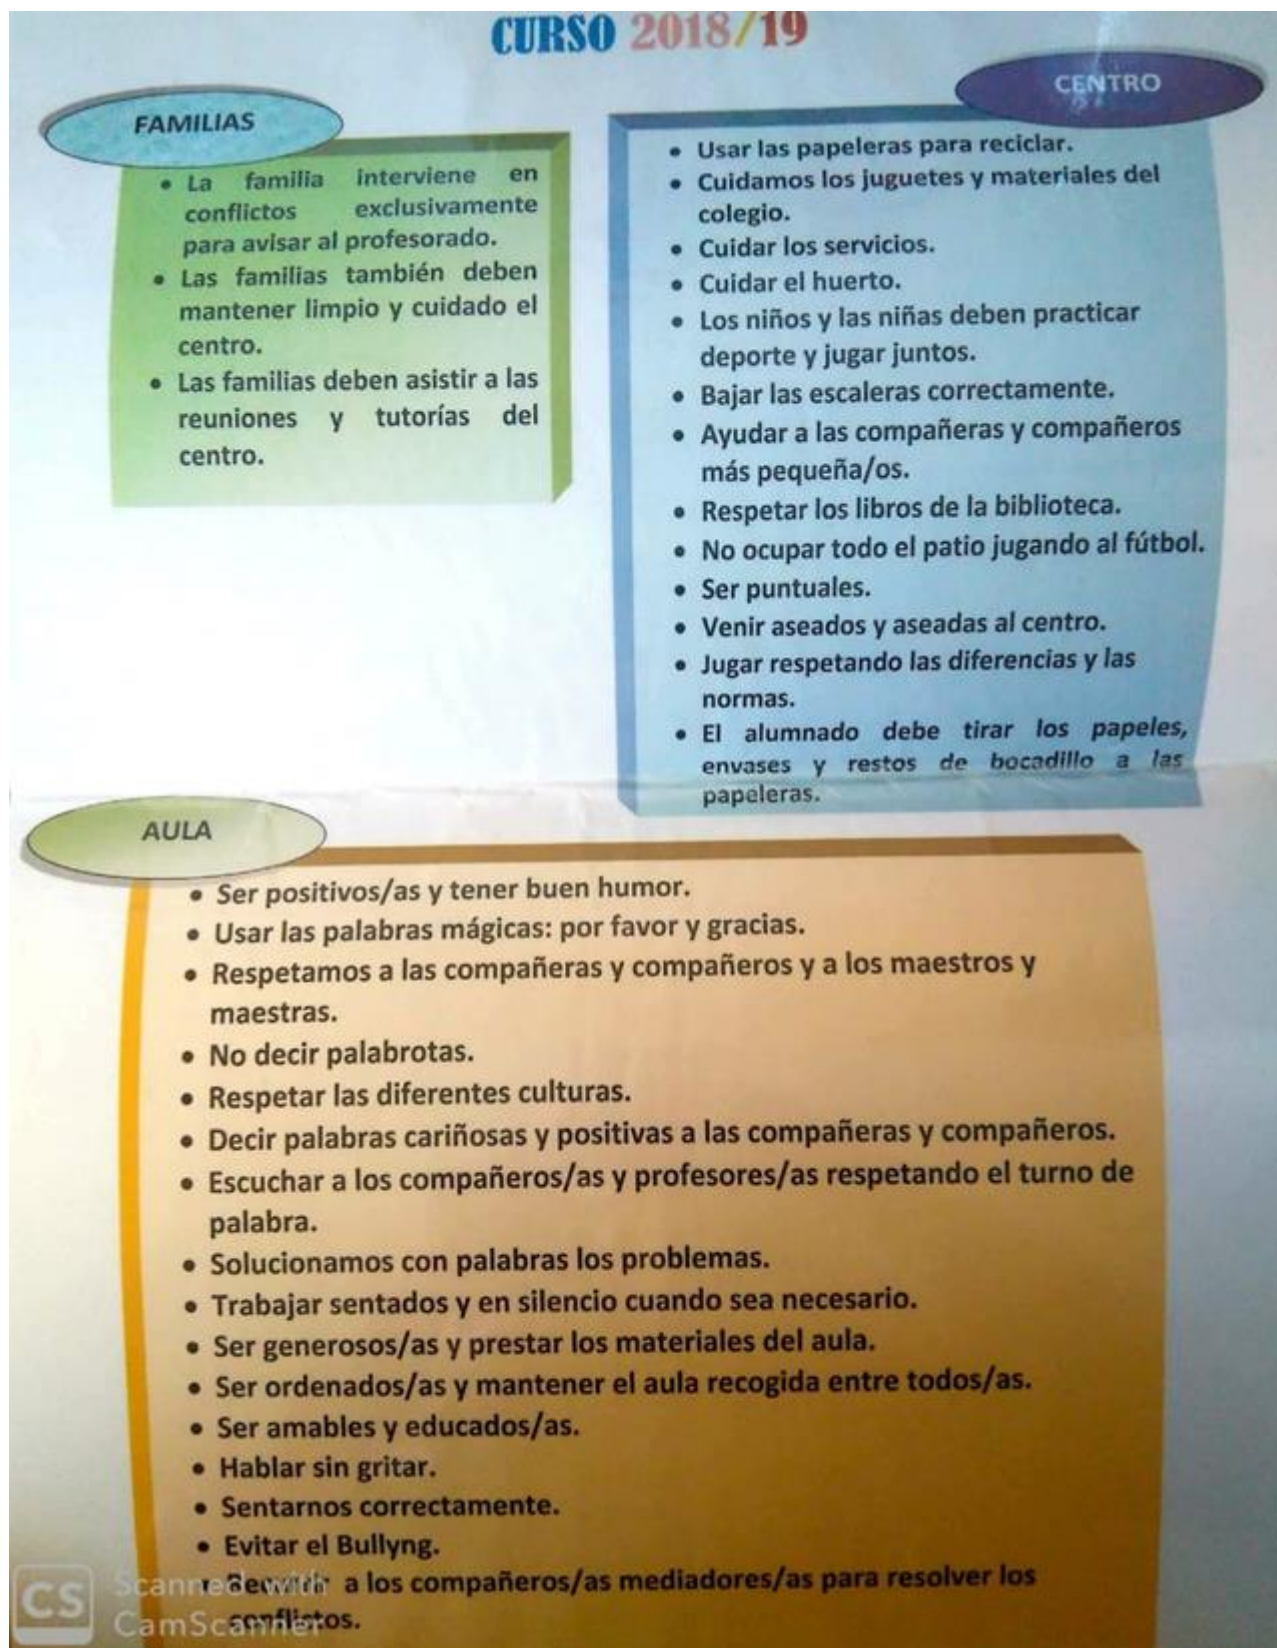 CURSO 2018/19
FAMILIAS
• La familia interviene en
conflictos exclusivamente
para avisar al profesorado.
• Las familias también deben
mantener limpio y cuidado el
centro.
• Las familias deben asistir a las
reuniones y tutorías del
centro.
CENTRO
• Usar las papeleras para reciclar.
• Cuidamos los juguetes y materiales del
colegio.
• Cuidar los servicios.
• Cuidar el huerto.
• Los niños y las niñas deben practicar
deporte y jugar juntos.
• Bajar las escaleras correctamente.
• Ayudar a las compañeras y compañeros
más pequeña/os.
• Respetar los libros de la biblioteca.
• No ocupar todo el patio jugando al fútbol.
• Ser puntuales.
• Venir aseados y aseadas al centro.
• Jugar respetando las diferencias y las
normas.
• El alumnado debe tirar los papeles,
envases y restos de bocadillo a las
papeleras.
AULA
• Ser positivos/as y tener buen humor.
• Usar las palabras mágicas: por favor y gracias.
• Respetamos a las compañeras y compañeros y a los maestros y
maestras.
• No decir palabrotas.
• Respetar las diferentes culturas.
• Decir palabras cariñosas y positivas a las compañeras y compañeros.
• Escuchar a los compañeros/as y profesores/as respetando el turno de
palabra.
• Solucionamos con palabras los problemas.
• Trabajar sentados y en silencio cuando sea necesario.
• Ser generosos/as y prestar los materiales del aula.
• Ser ordenados/as y mantener el aula recogida entre todos/as.
• Ser amables y educados/as.
• Hablar sin gritar.
• Sentarnos correctamente.
• Evitar el Bullyng.
• a los compañeros/as mediadores/as para resolver los
conflictos.
CS Scanned with
CamScanner